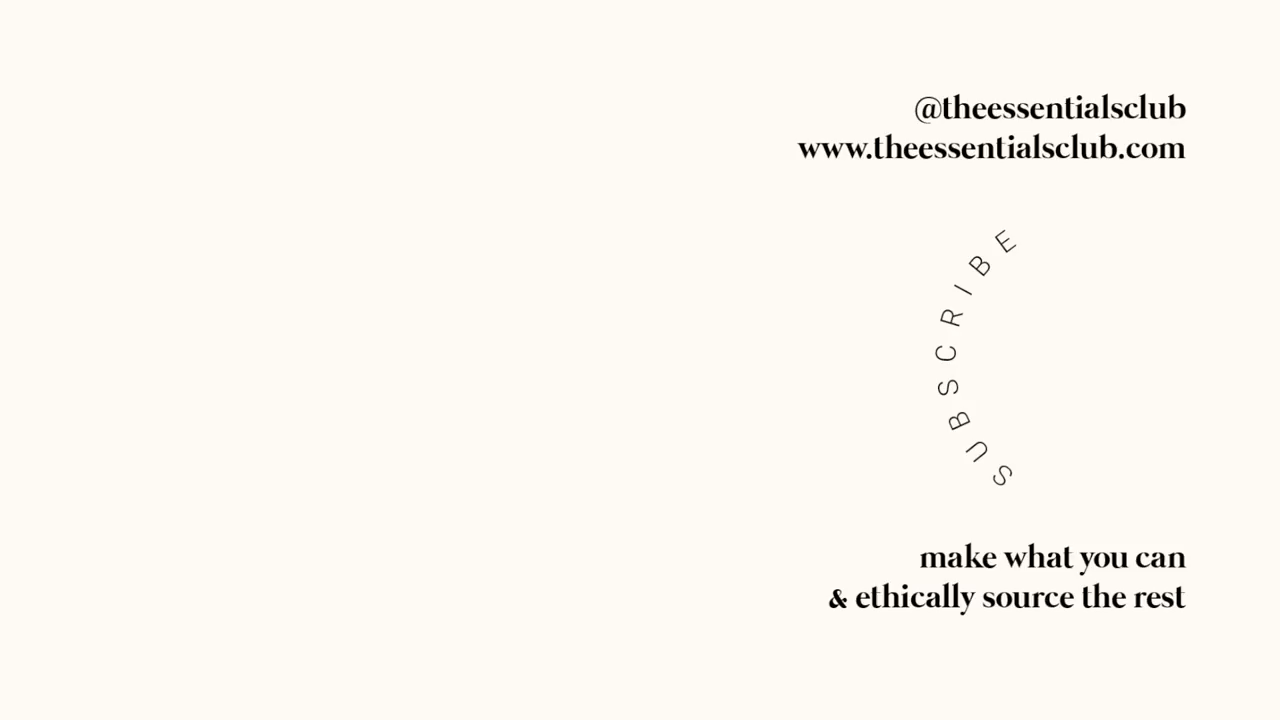 @theessentialsclub
www.theessentialsclub.com
SUBSCRIBE
make what you can
& ethically source the rest